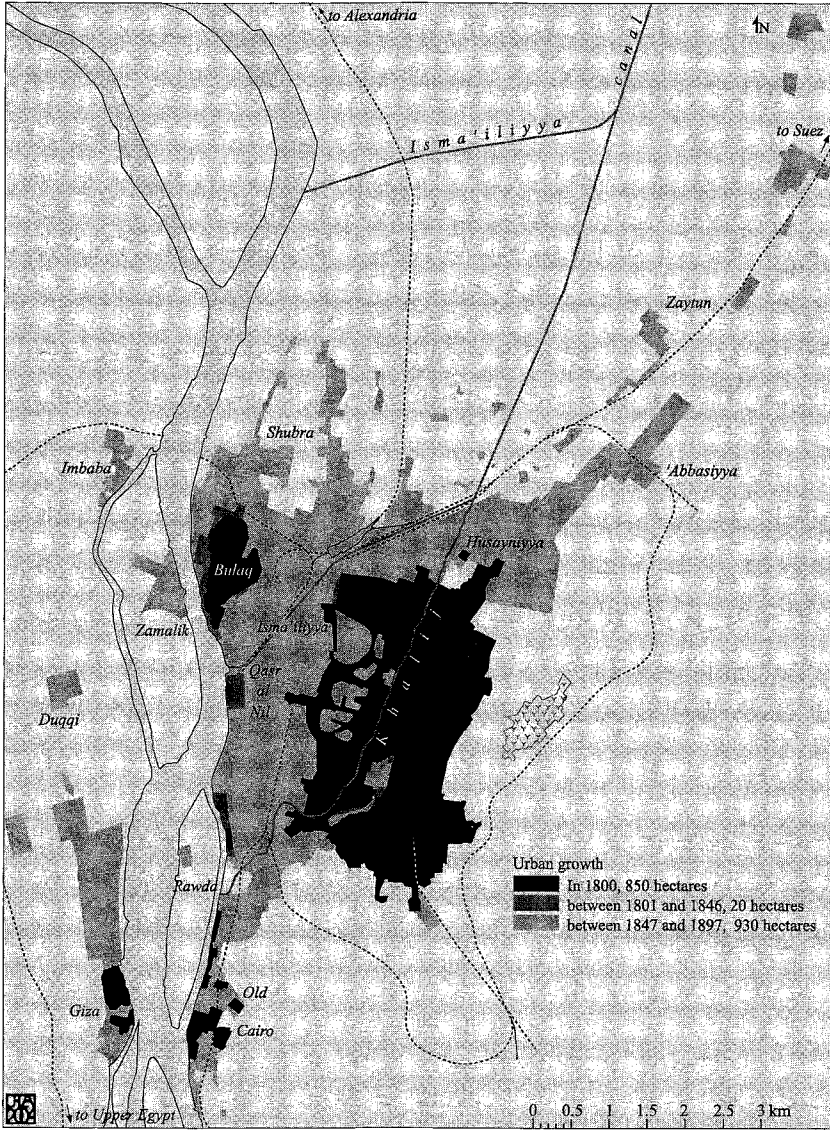 to Alexandria
N
Isma'iliyya canal
to Suez
Zaytun
Shubra
Imbaba
'Abbasiyya
Husayniyya
Bulaq
Zamalik
Isma'iliyya
Qasr
al
Nil
Khalij
Duqqi
Urban growth
In 1800, 850 hectares
between 1801 and 1846, 20 hectares
between 1847 and 1897, 930 hectares
Rawda
Old
Cairo
Giza
to Upper Egypt
0 0.5 1 1.5 2 2.5 3 km